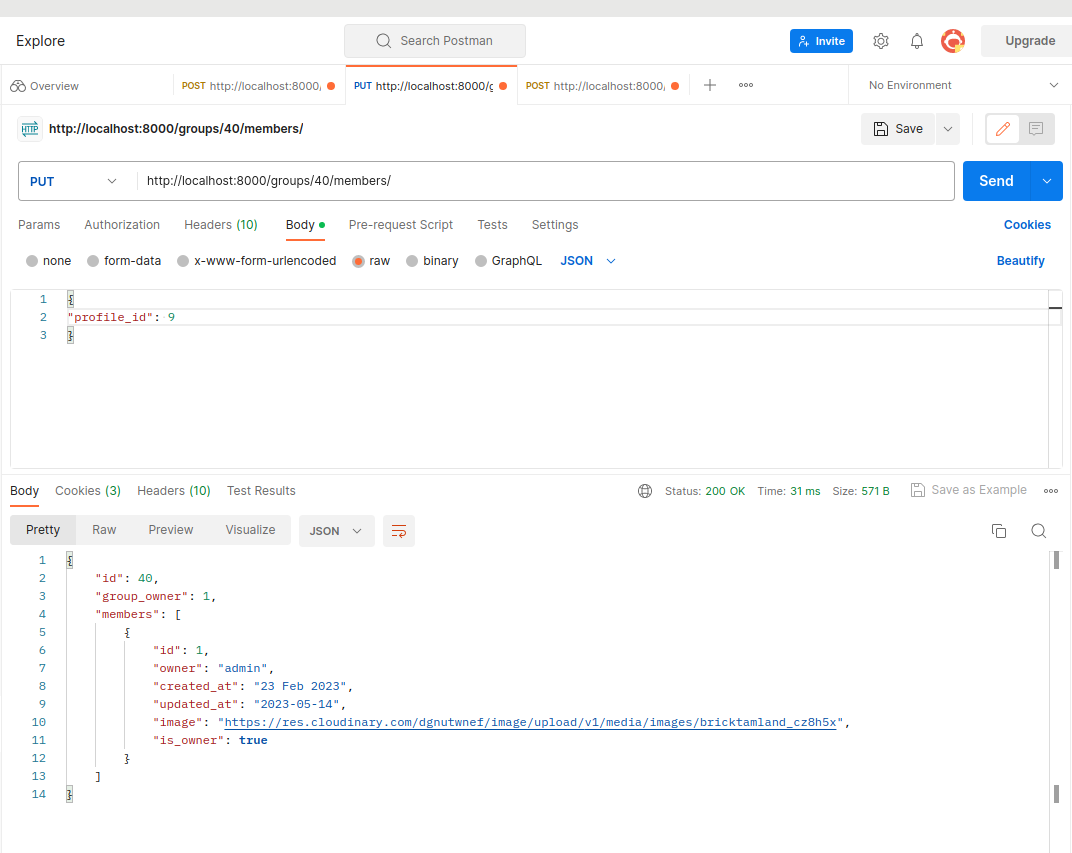 Explore
Search Postman
Invite
Upgrade
Overview
POST http://localhost:8000/
PUT http://localhost:8000/g
POST http://localhost:8000/
No Environment
HTTP http://localhost:8000/groups/40/members/
Save
PUT http://localhost:8000/groups/40/members/
Send
Params Authorization Headers (10) Body Pre-request Script Tests Settings Cookies
none form-data x-www-form-urlencoded raw binary GraphQL JSON Beautify
1 {
2 "profile_id": 9
3 }
Body Cookies (3) Headers (10) Test Results Status: 200 OK Time: 31 ms Size: 571 B Save as Example
Pretty Raw Preview Visualize JSON
1 {
2 "id": 40,
3 "group_owner": 1,
4 "members": [
5 {
6 "id": 1,
7 "owner": "admin",
8 "created_at": "23 Feb 2023",
9 "updated_at": "2023-05-14",
10 "image": "https://res.cloudinary.com/dgnutwnef/image/upload/v1/media/images/bricktamland_cz8h5x",
11 "is_owner": true
12 }
13 ]
14 }